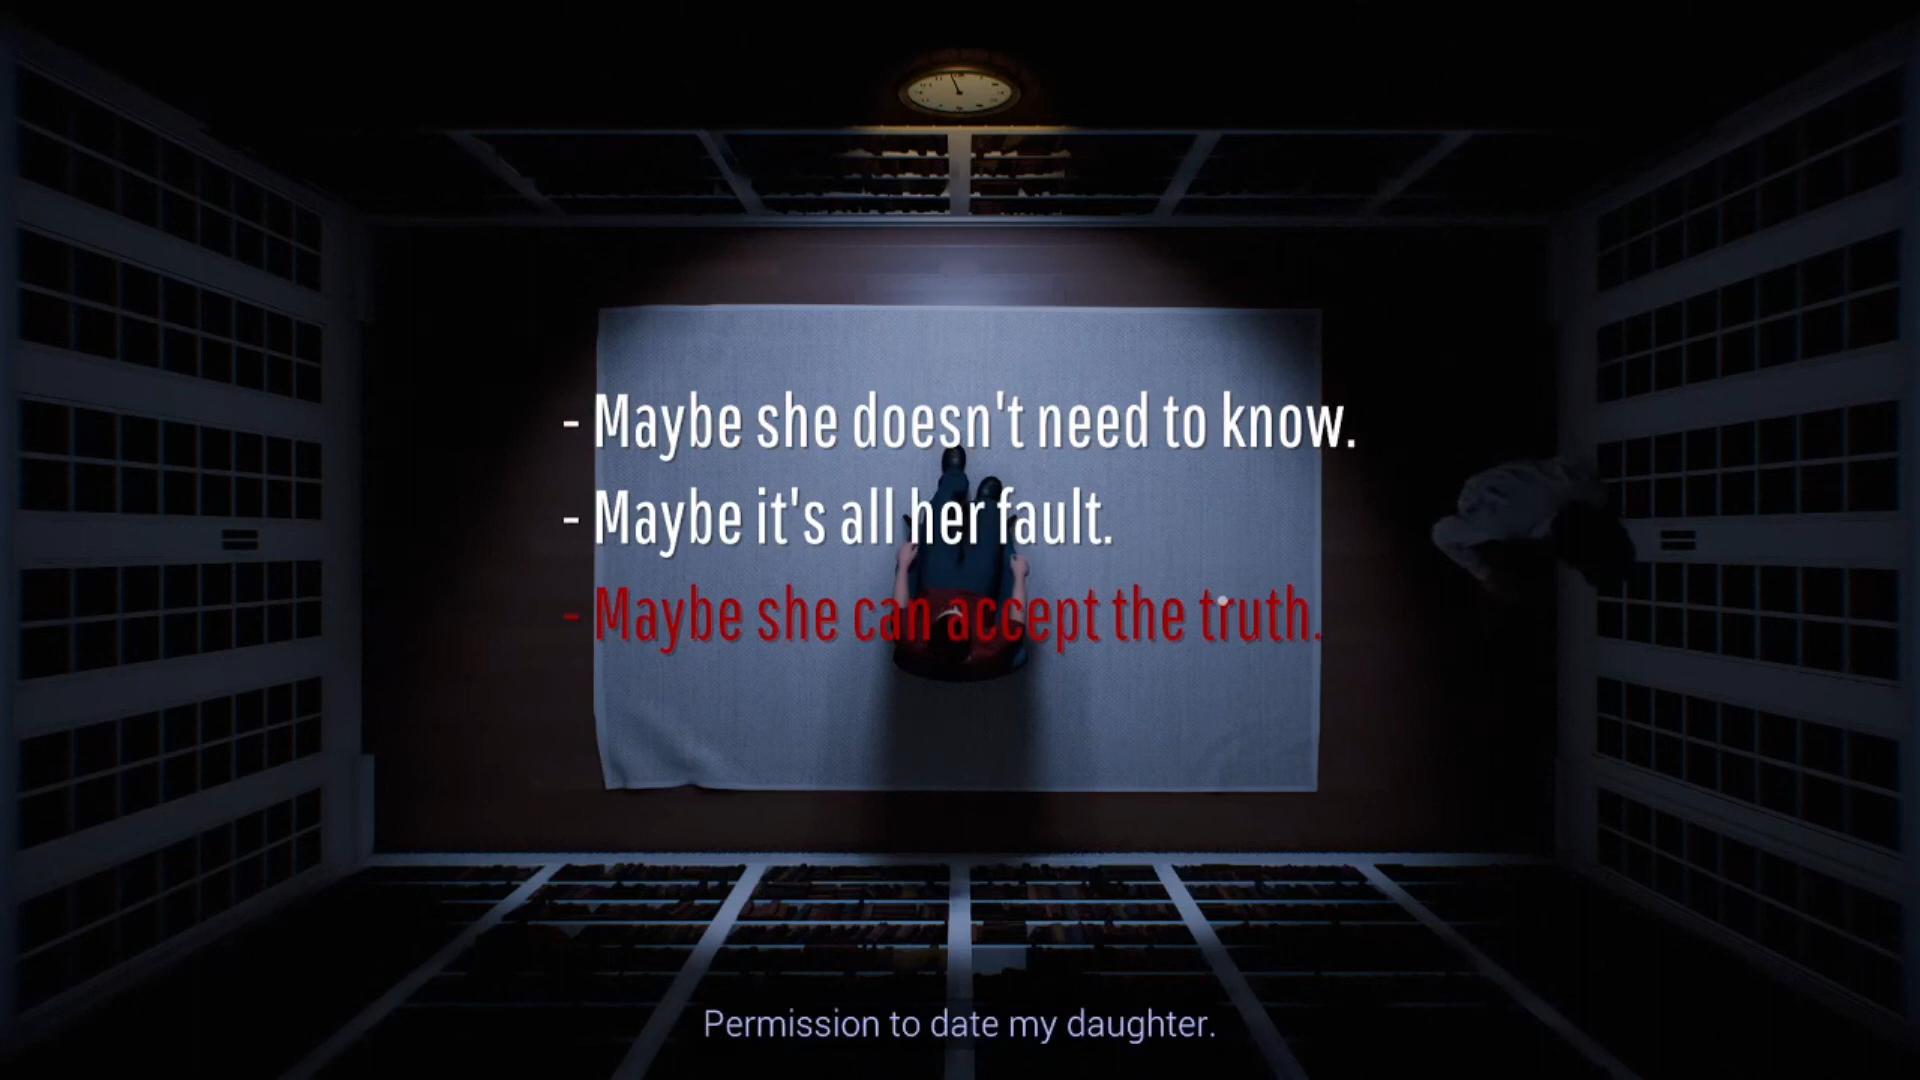 - Maybe she doesn't need to know.
- Maybe it's all her fault.
- Maybe she can accept the truth.
Permission to date my daughter.